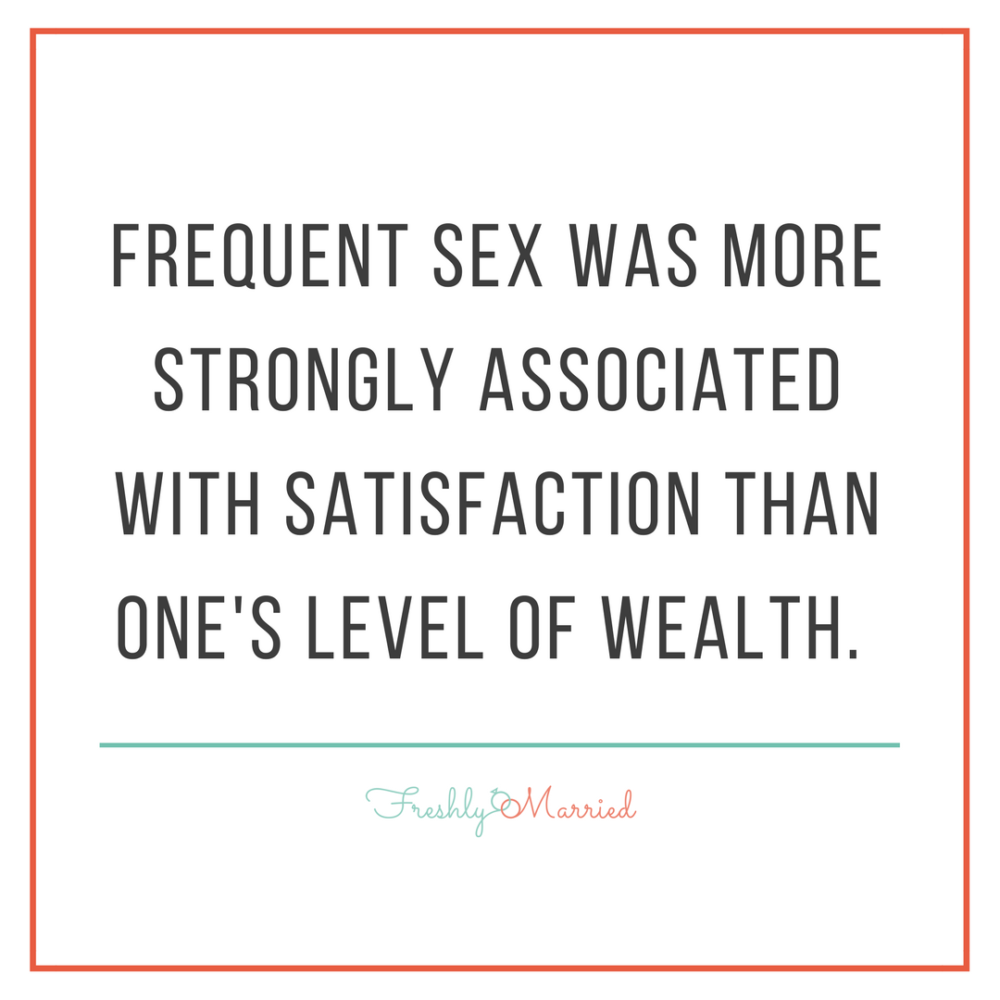 FREQUENT SEX WAS MORE
STRONGLY ASSOCIATED
WITH SATISFACTION THAN
ONE'S LEVEL OF WEALTH.
Freshly Married